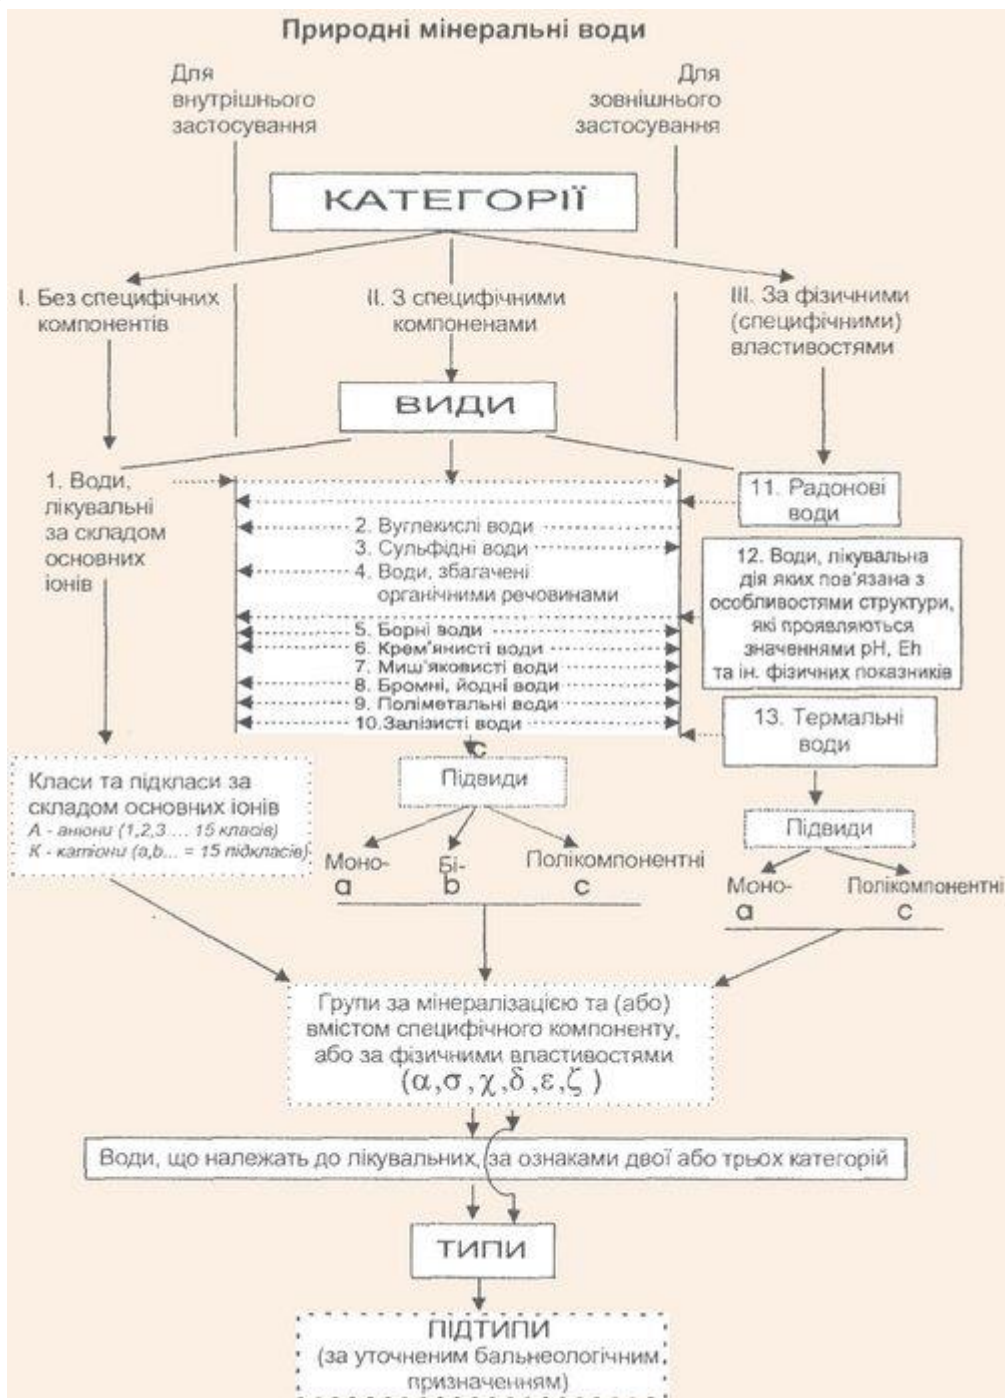 Природні мінеральні води
Для
внутрішнього
застосування
Для
зовнішнього
застосування
КАТЕГОРІЇ
I. Без специфічних
компонентів
II. З специфічними
компоненами
III. За фізичними
(специфічними)
властивостями
ВИДИ
1. Води,
лікувальні
за складом
основних
іонів
2. Вуглекислі води
3. Сульфідні води
4. Води, збагачені
органічними речовинами
5. Борні води
6. Крем'янисті води
7. Миш'яковисті води
8. Бромні, йодні води
9. Поліметальні води
10.Залізисті води
11. Радонові
води
12. Води, лікувальна
дія яких пов'язана з
особливостями структури,
які проявляються
значеннями pH, Eh
та ін. фізичних показників
13. Термальні
води
Класи та підкласи за
складом основних іонів
А - аніони (1,2,3 ... 15 класів)
К - катіони (a,b... = 15 підкласів)
c
Підвиди
Моно-
a
Бі-
b
Полікомпонентні
c
Підвиди
Моно-
a
Полікомпонентні
c
Групи за мінералізацією та (або)
вмістом специфічного компоненту,
або за фізичними властивостями
(α,σ,χ,δ,ε,ζ)
Води, що належать до лікувальних, за ознаками двої або трьох категорій
ТИПИ
ПІДТИПИ
(за уточненим бальнеологічним
призначенням)